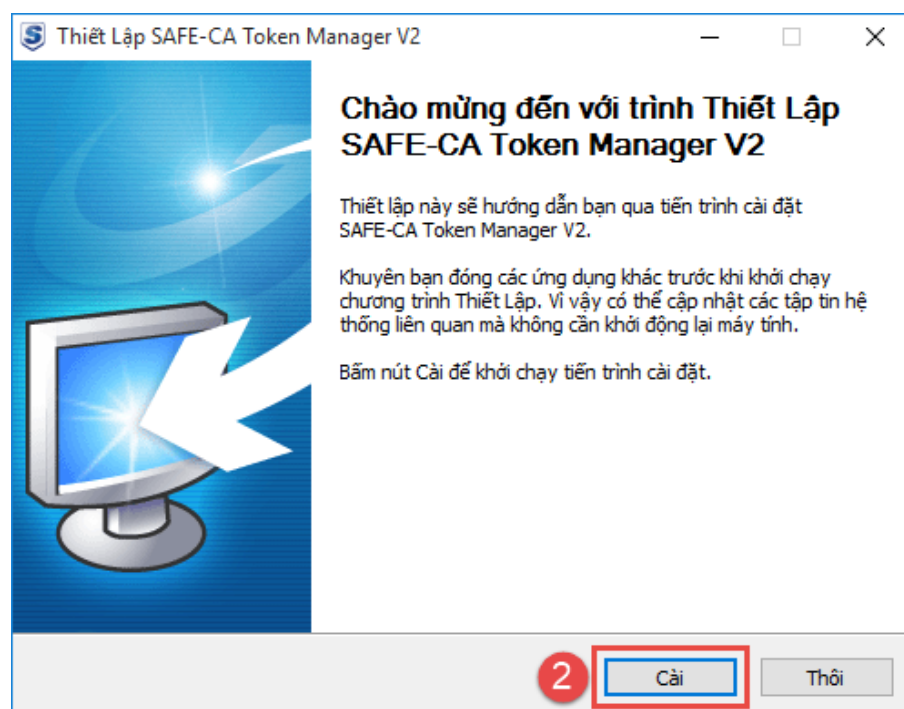 Thiết Lập SAFE-CA Token Manager V2
Chào mừng đến với trình Thiết Lập
SAFE-CA Token Manager V2
Thiết lập này sẽ hướng dẫn bạn qua tiến trình cài đặt
SAFE-CA Token Manager V2.
Khuyên bạn đóng các ứng dụng khác trước khi khởi chạy
chương trình Thiết Lập. Vì vậy có thể cập nhật các tập tin hệ
thống liên quan mà không cần khởi động lại máy tính.
Bấm nút Cài để khởi chạy tiến trình cài đặt.
2
Cài
Thôi